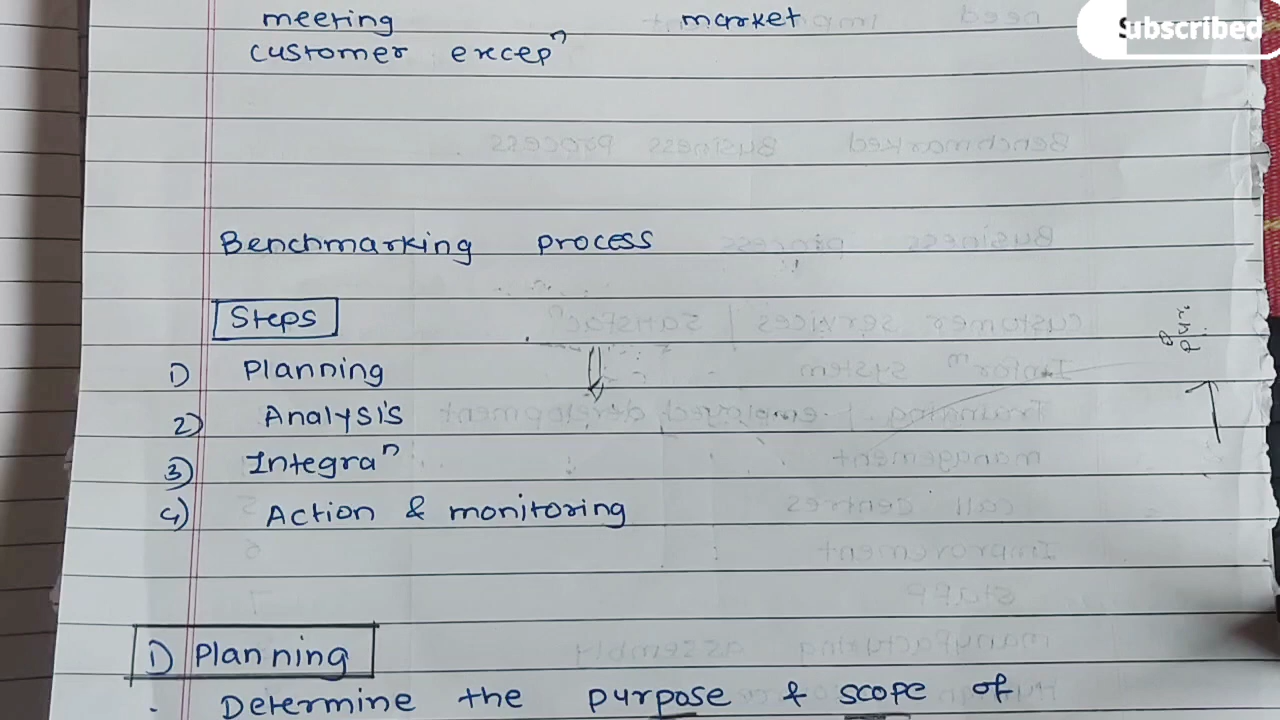 meeting market
customer excepⁿ
Subscribed
Benchmarking process
Steps
1) Planning
2) Analysis
3) Integraⁿ
4) Action & monitoring
1) Planning
. Determine the purpose & scope of